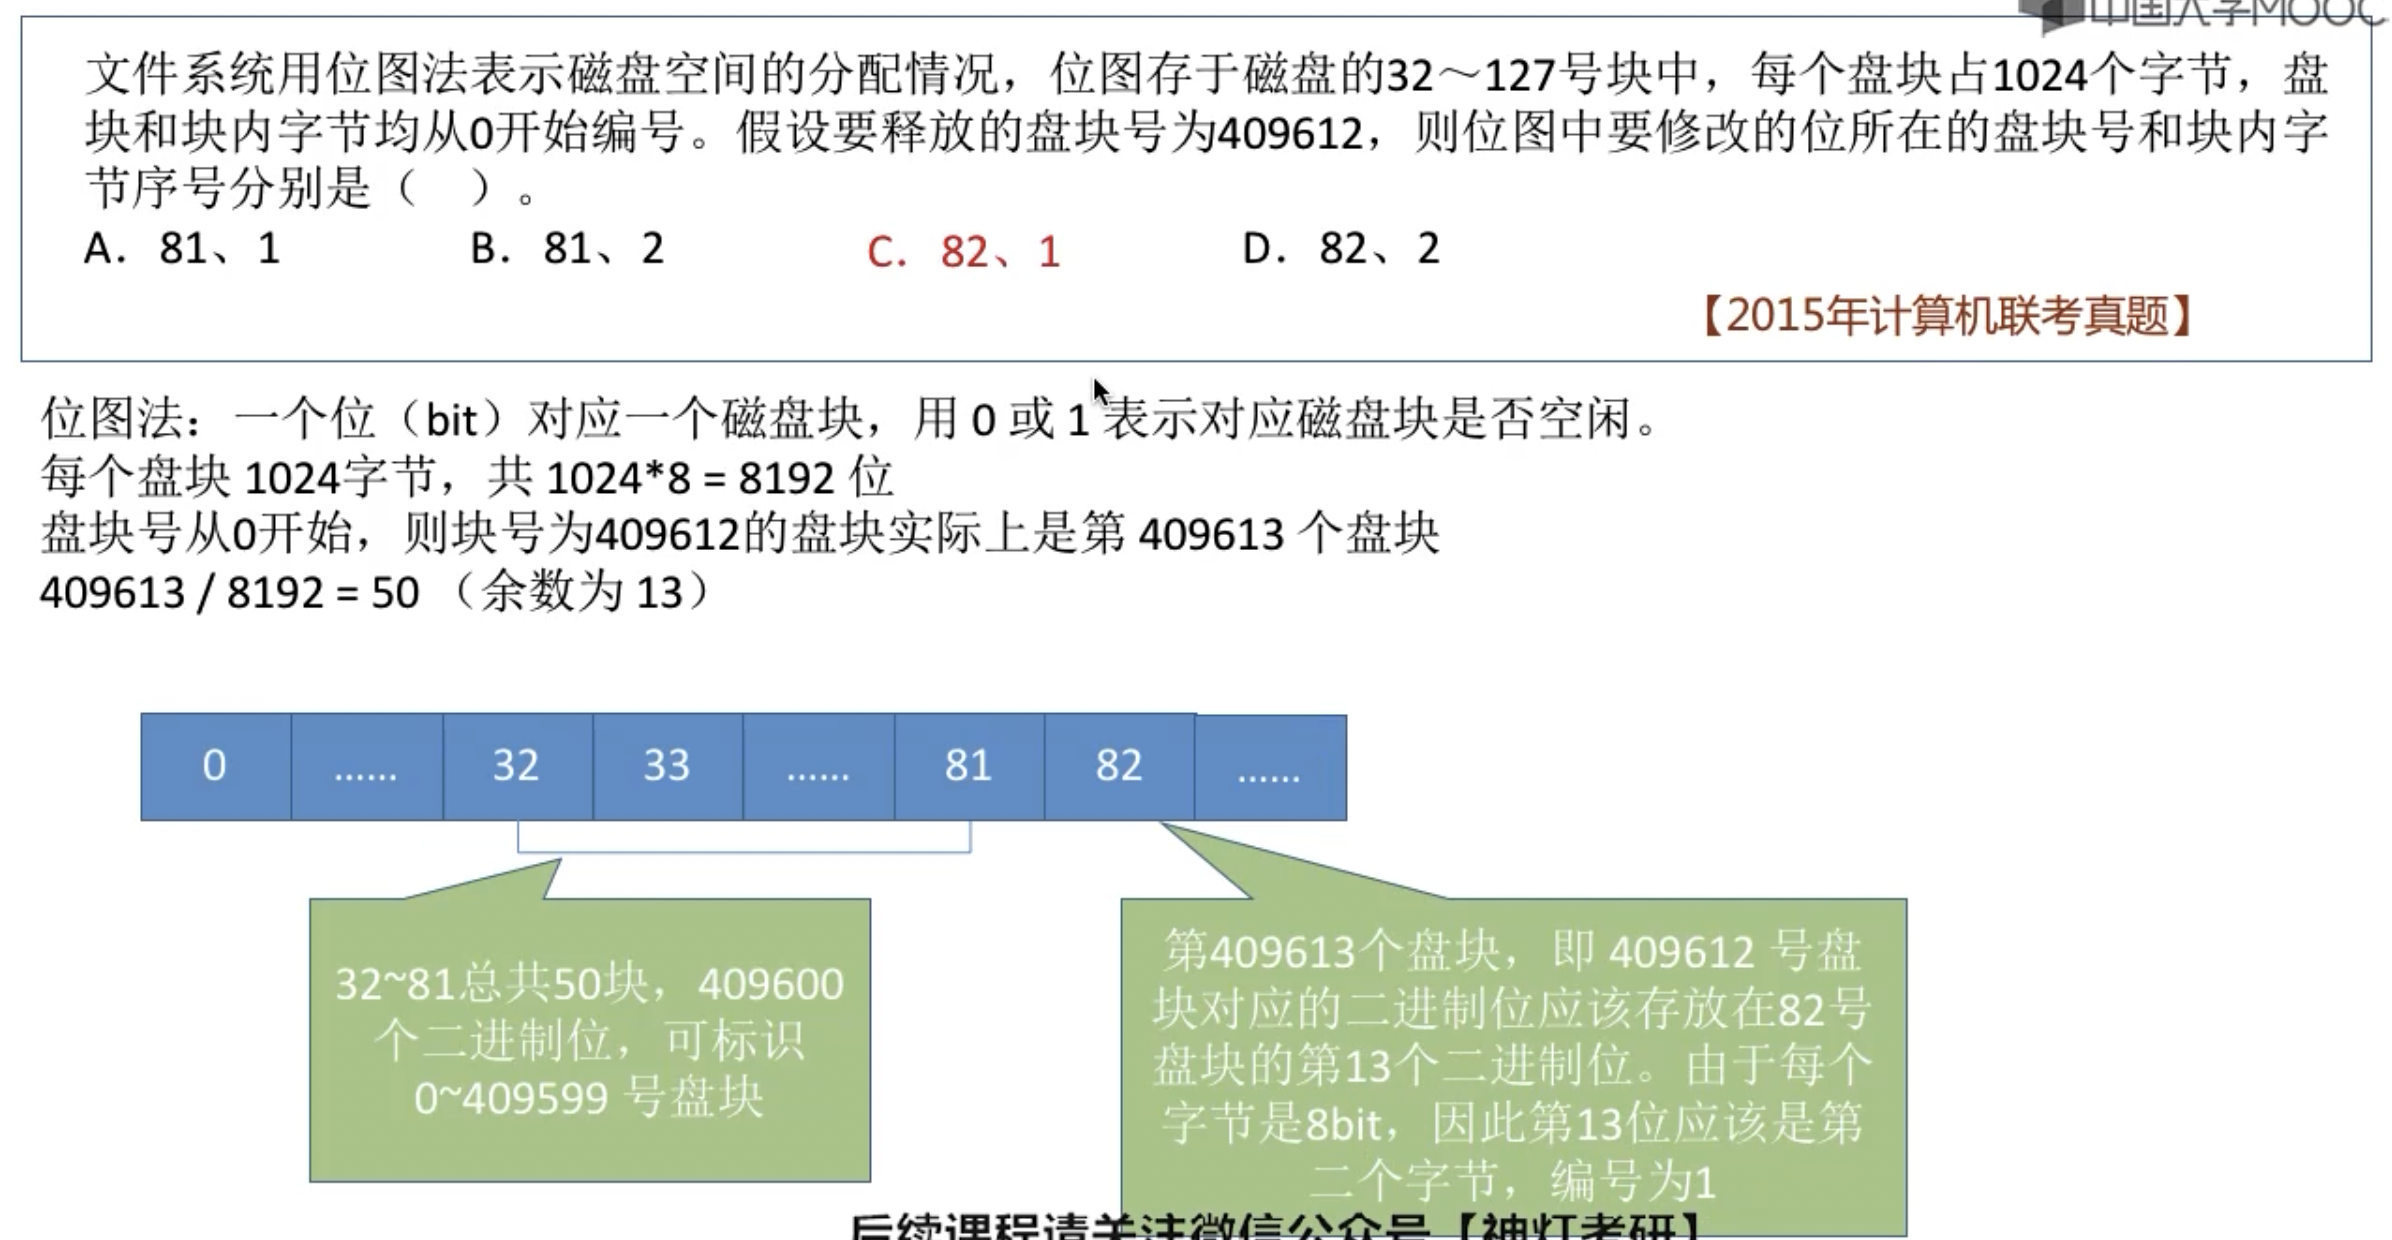 中国大学MOOC
文件系统用位图法表示磁盘空间的分配情况，位图存于磁盘的32～127号块中，每个盘块占1024个字节，盘
块和块内字节均从0开始编号。假设要释放的盘块号为409612，则位图中要修改的位所在的盘块号和块内字
节序号分别是（ ）。
A. 81、1 B. 81、2 C. 82、1 D. 82、2
【2015年计算机联考真题】
位图法：一个位（bit）对应一个磁盘块，用 0 或 1 表示对应磁盘块是否空闲。
每个盘块 1024字节，共 1024*8 = 8192 位
盘块号从0开始，则块号为409612的盘块实际上是第 409613 个盘块
409613 / 8192 = 50 （余数为 13）
0 …… 32 33 …… 81 82 ……
32~81总共50块，409600
个二进制位，可标识
0~409599 号盘块
第409613个盘块，即 409612 号盘
块对应的二进制位应该存放在82号
盘块的第13个二进制位。由于每个
字节是8bit，因此第13位应该是第
二个字节，编号为1
后续课程请关注微信公众号【神灯考研】